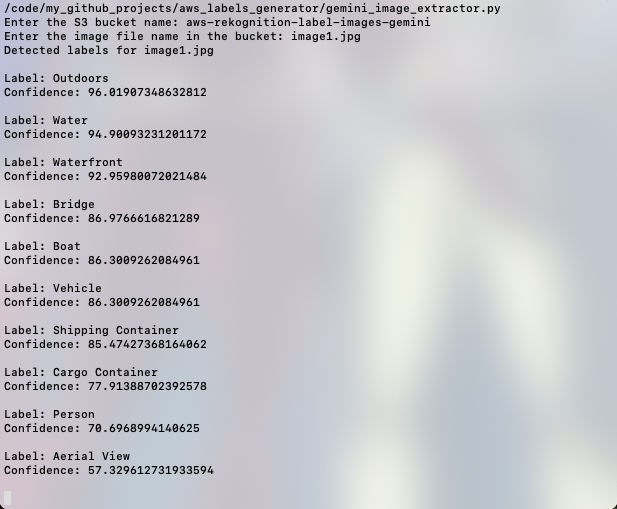 /code/my_github_projects/aws_labels_generator/gemini_image_extractor.py
Enter the S3 bucket name: aws-rekognition-label-images-gemini
Enter the image file name in the bucket: image1.jpg
Detected labels for image1.jpg
Label: Outdoors
Confidence: 96.01907348632812
Label: Water
Confidence: 94.90093231201172
Label: Waterfront
Confidence: 92.95980072021484
Label: Bridge
Confidence: 86.9766616821289
Label: Boat
Confidence: 86.3009262084961
Label: Vehicle
Confidence: 86.3009262084961
Label: Shipping Container
Confidence: 85.47427368164062
Label: Cargo Container
Confidence: 77.91388702392578
Label: Person
Confidence: 70.6968994140625
Label: Aerial View
Confidence: 57.329612731933594